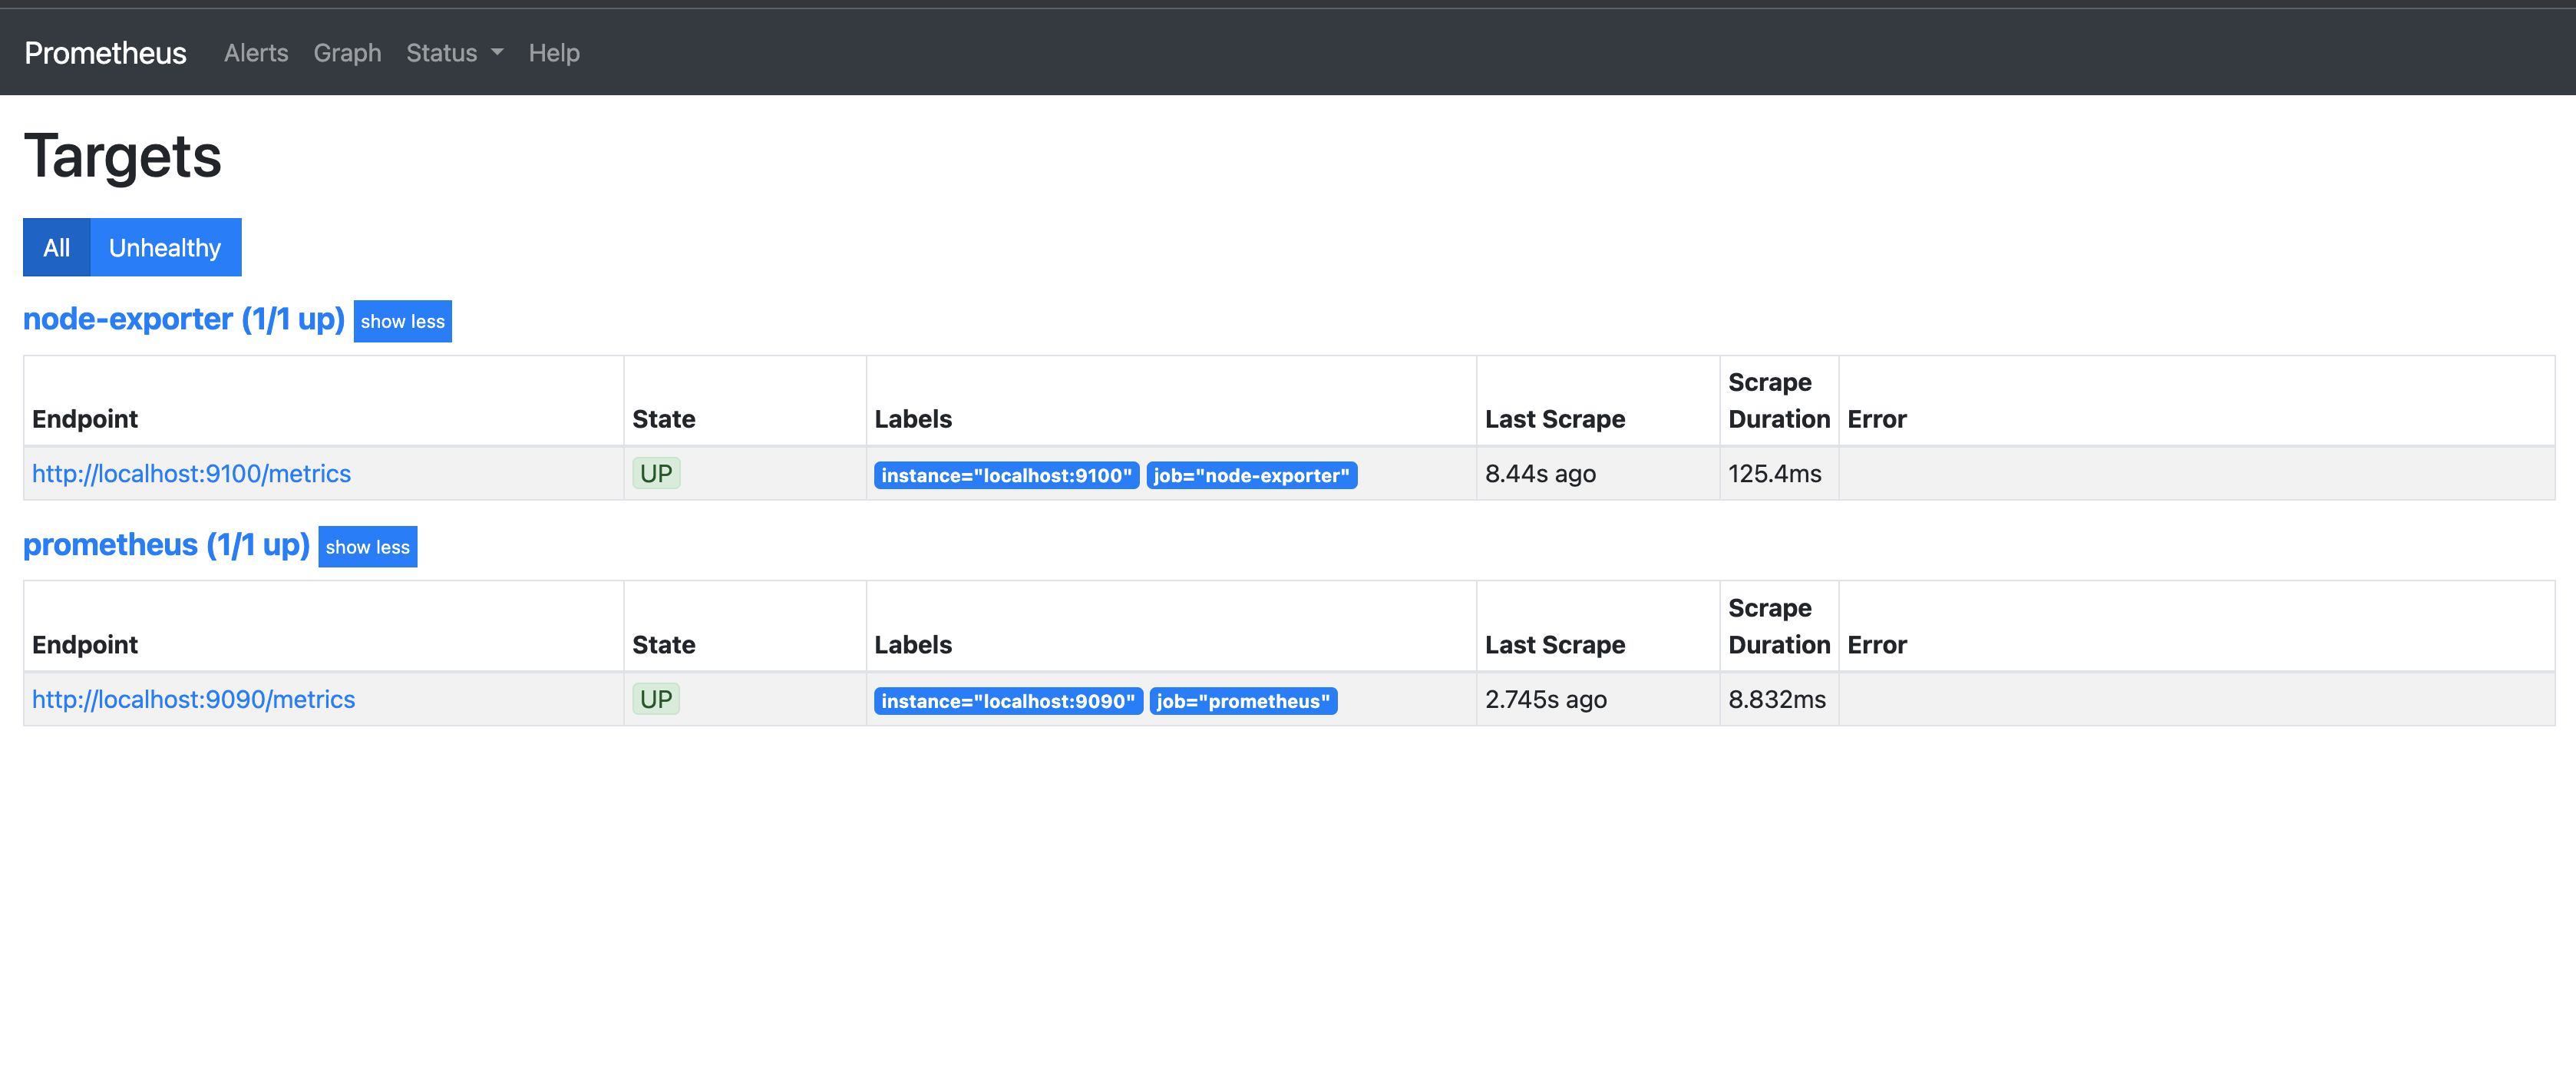 Prometheus Alerts Graph Status Help
Targets
All Unhealthy
node-exporter (1/1 up) show less
Endpoint State Labels Last Scrape Scrape Duration Error
http://localhost:9100/metrics UP instance="localhost:9100" job="node-exporter" 8.44s ago 125.4ms
prometheus (1/1 up) show less
Endpoint State Labels Last Scrape Scrape Duration Error
http://localhost:9090/metrics UP instance="localhost:9090" job="prometheus" 2.745s ago 8.832ms